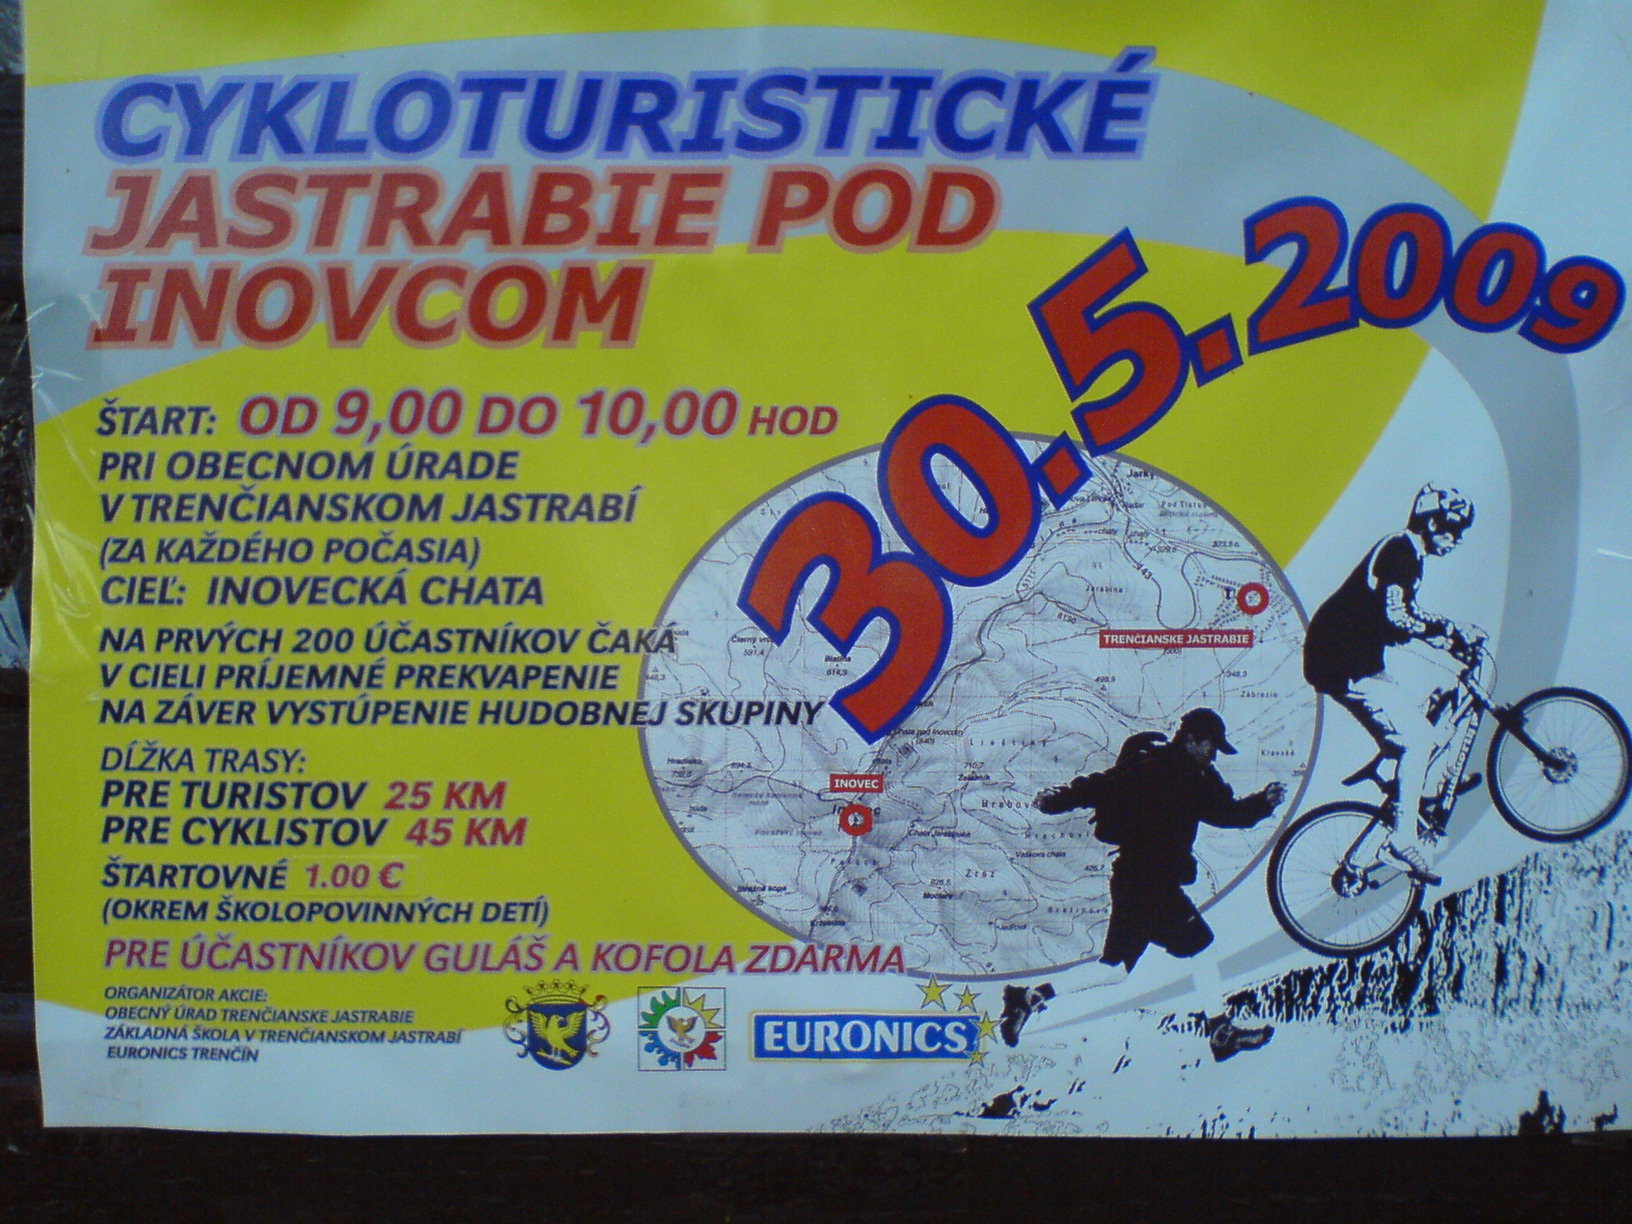 CYKLOTURISTICKÉ
JASTRABIE POD
INOVCOM
30.5.2009
ŠTART: OD 9,00 DO 10,00 HOD
PRI OBECNOM ÚRADE
V TRENČIANSKOM JASTRABÍ
(ZA KAŽDÉHO POČASIA)
CIEĽ: INOVECKÁ CHATA
NA PRVÝCH 200 ÚČASTNÍKOV ČAKÁ
V CIELI PRÍJEMNÉ PREKVAPENIE
NA ZÁVER VYSTÚPENIE HUDOBNEJ SKUPINY
DĹŽKA TRASY:
PRE TURISTOV 25 KM
PRE CYKLISTOV 45 KM
ŠTARTOVNÉ 1.00 €
(OKREM ŠKOLOPOVINNÝCH DETÍ)
PRE ÚČASTNÍKOV GULÁŠ A KOFOLA ZDARMA
ORGANIZÁTOR AKCIE:
OBECNÝ ÚRAD TRENČIANSKE JASTRABIE
ZÁKLADNÁ ŠKOLA V TRENČIANSKOM JASTRABÍ
EURONICS TRENČÍN
EURONICS
TRENČIANSKE JASTRABIE
INOVEC
Jarky
Jarabina
Zábrezie